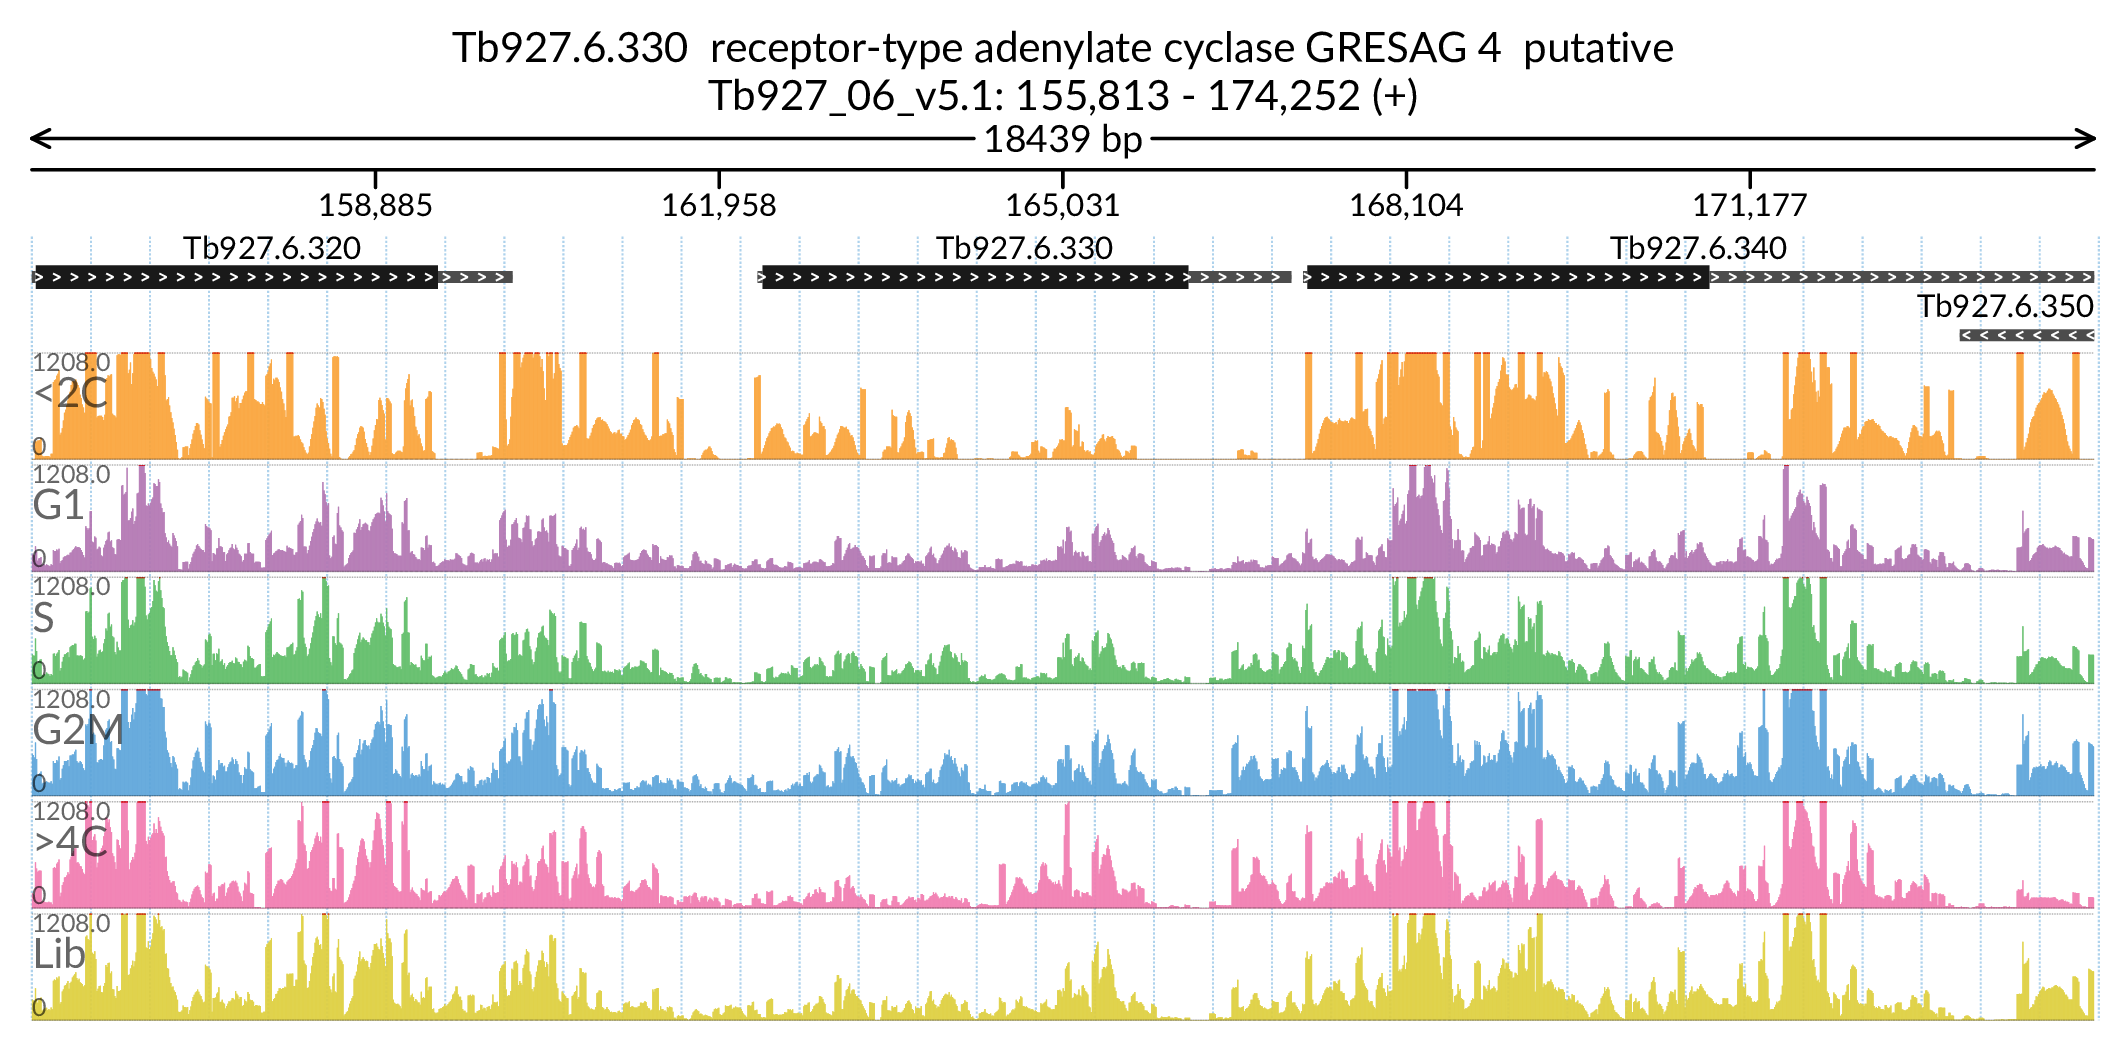 Tb927.6.330  receptor-type adenylate cyclase GRESAG 4  putative
Tb927_06_v5.1: 155,813 - 174,252 (+)
18439 bp
158,885 161,958 165,031 168,104 171,177
Tb927.6.320 Tb927.6.330 Tb927.6.340
Tb927.6.350
1208.0
<2C
0
1208.0
G1
0
1208.0
S
0
1208.0
G2M
0
1208.0
>4C
0
1208.0
Lib
0